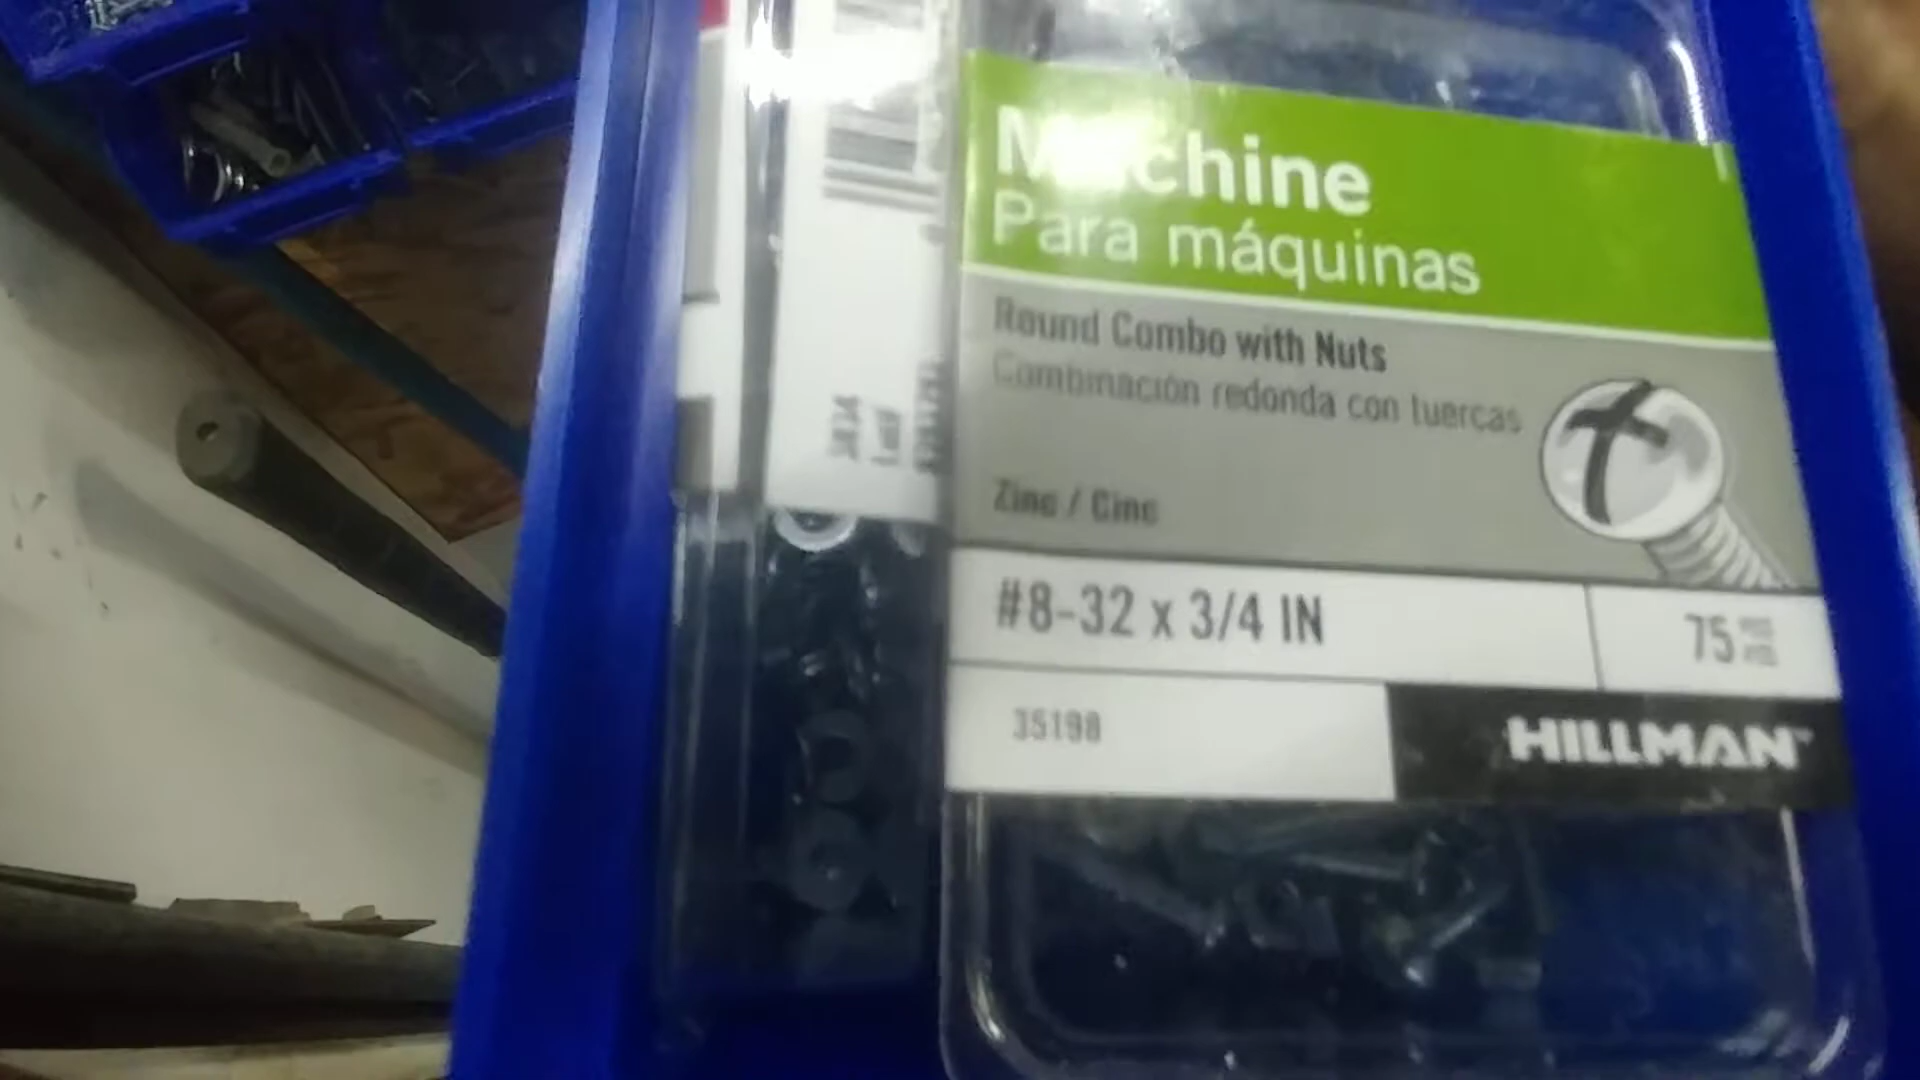 Machine
Para máquinas
Round Combo with Nuts
Combinación redonda con tuercas
Zinc / Cinc
#8-32 x 3/4 IN
75
35198
HILLMAN™